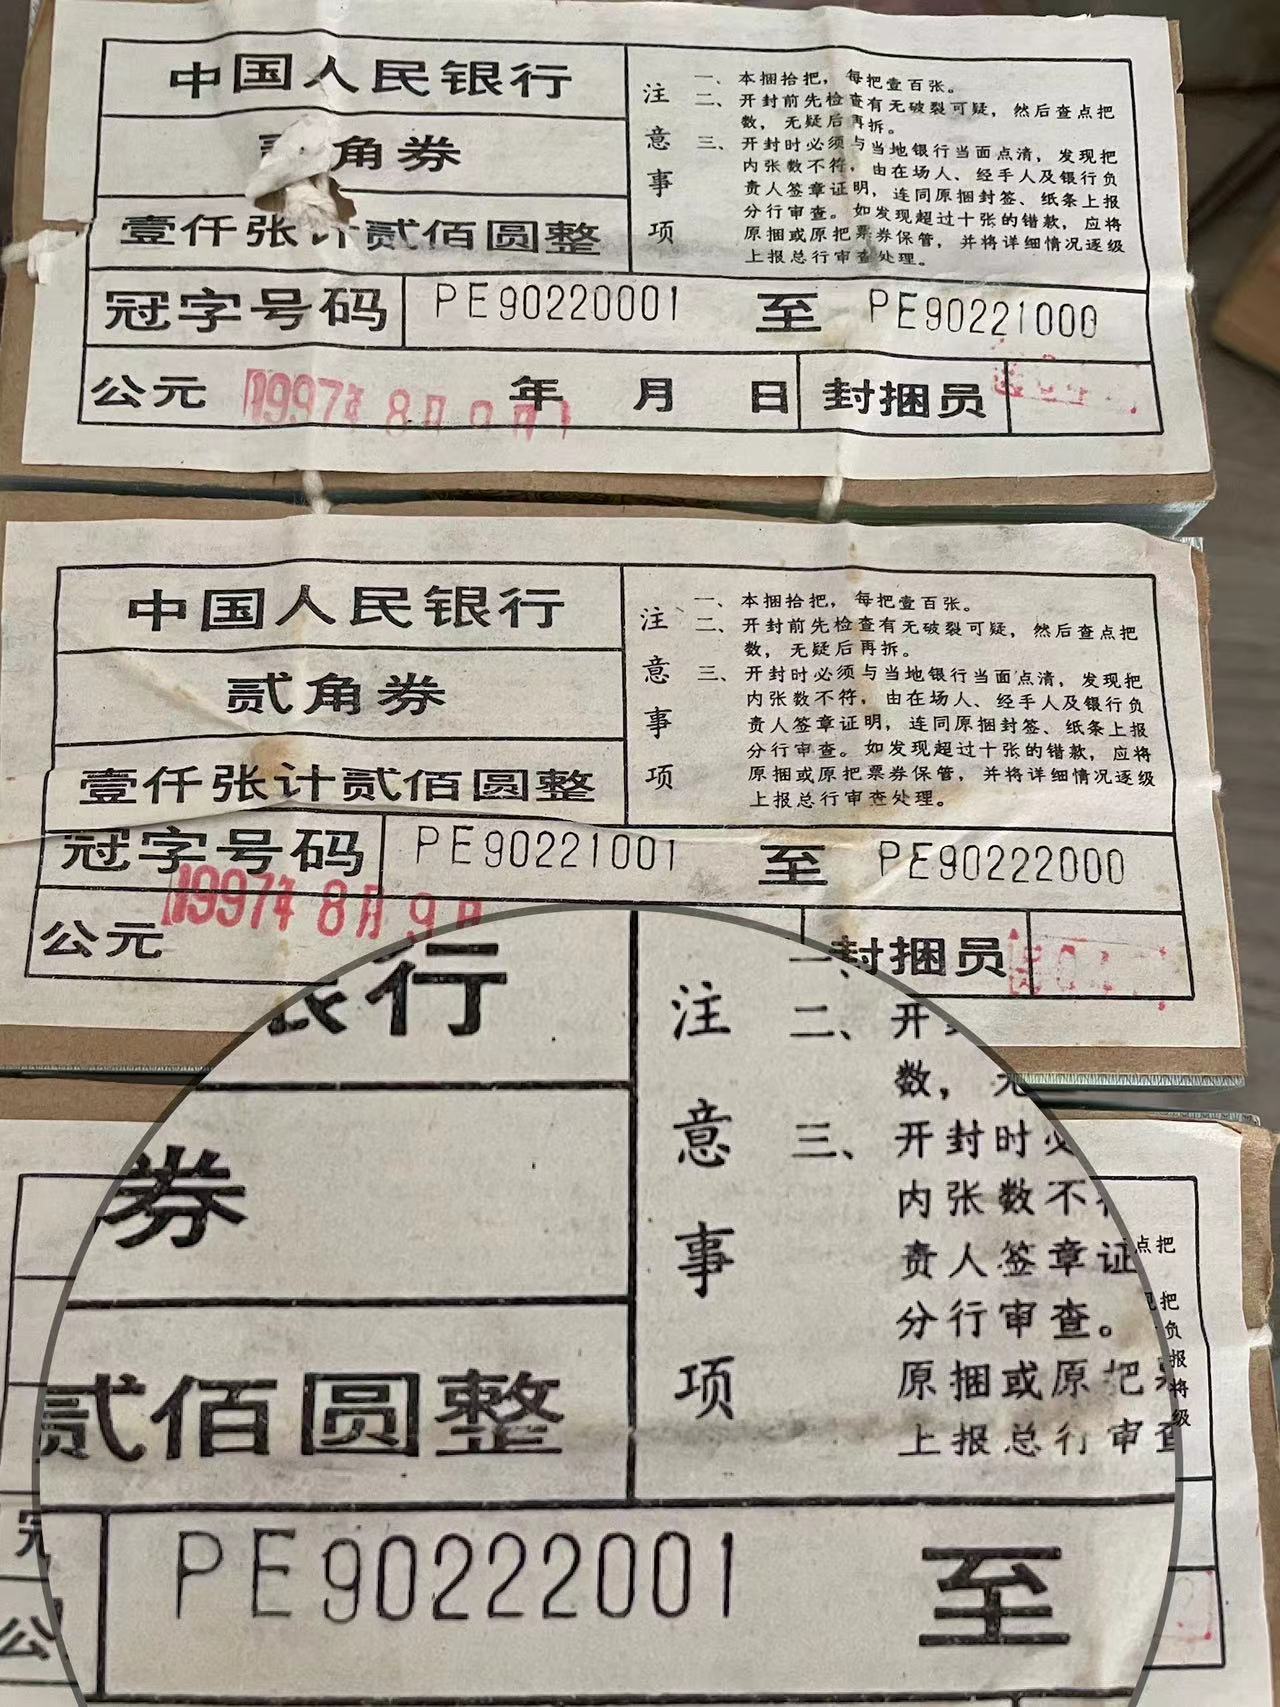 中国人民银行
角券
壹仟张计贰佰圆整
注意事项
一、本捆拾把，每把壹百张。
二、开封前先检查有无破裂可疑，然后查点把
数，无疑后再拆。
三、开封时必须与当地银行当面点清，发现把
内张数不符，由在场人、经手人及银行负
责人签章证明，连同原捆封签、纸条上报
分行审查。如发现超过十张的错款，应将
原捆或原把票券保管，并将详细情况逐级
上报总行审查处理。
冠字号码 PE90220001 至 PE90221000
公元 1997年8月 年 月 日 封捆员
中国人民银行
贰角券
壹仟张计贰佰圆整
注意事项
一、本捆拾把，每把壹百张。
二、开封前先检查有无破裂可疑，然后查点把
数，无疑后再拆。
三、开封时必须与当地银行当面点清，发现把
内张数不符，由在场人、经手人及银行负
责人签章证明，连同原捆封签、纸条上报
分行审查。如发现超过十张的错款，应将
原捆或原把票券保管，并将详细情况逐级
上报总行审查处理。
冠字号码 PE90221001 至 PE90222000
公元 1997年8月9日 封捆员
行
券
贰佰圆整
注意事项
一、
二、开
数，无
三、开封时必
内张数不
责人签章证
分行审查。
原捆或原把
上报总行审查
点把
把
负
报
将
级
PE90222001 至
公